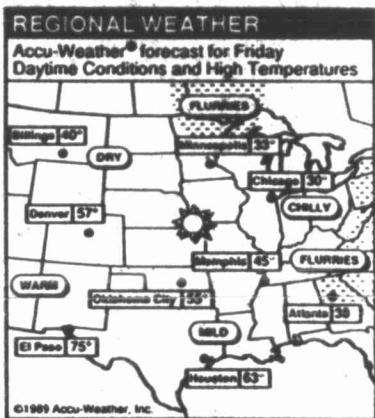 REGIONAL WEATHER
Accu-Weather® forecast for Friday
Daytime Conditions and High Temperatures
FLURRIES
Billings 40°
Minneapolis 33°
DRY
Chicago 30°
CHILLY
Denver 57°
Memphis 45°
FLURRIES
WARM
Oklahoma City 55°
Atlanta 38
MILD
El Paso 75°
Houston 63°
©1989 Accu-Weather, Inc.